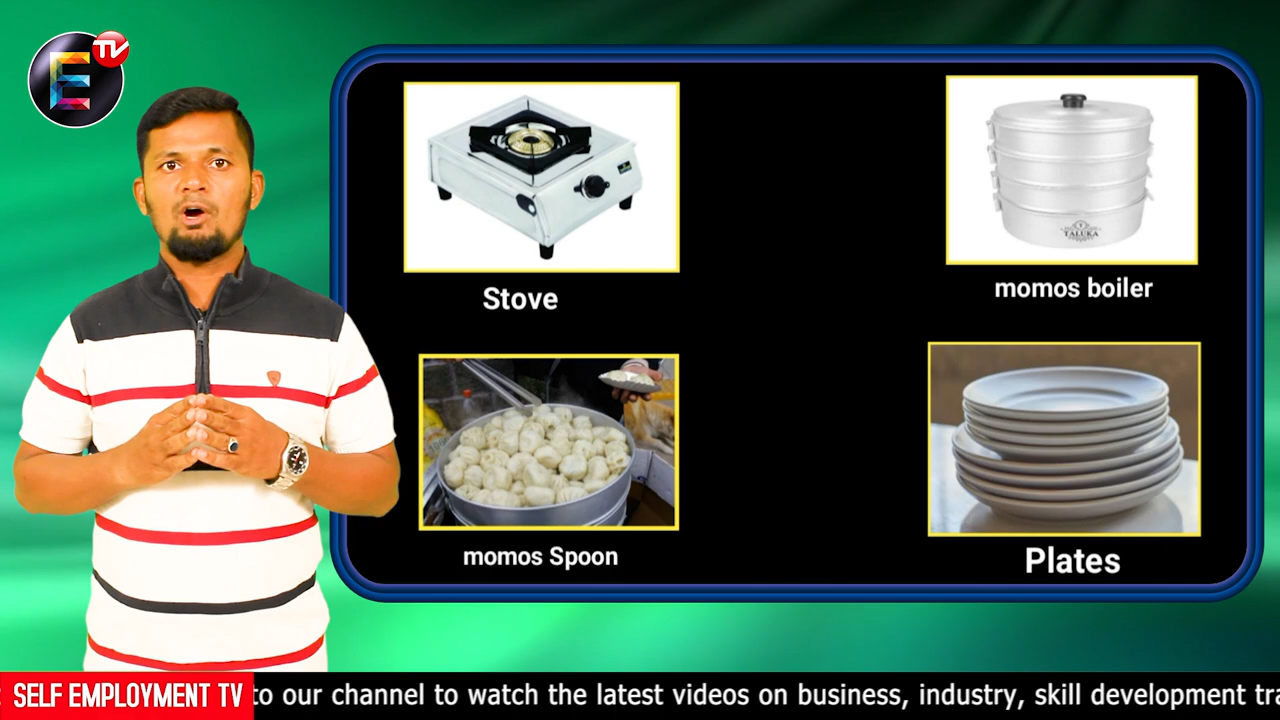 E TV
TALUKA
Stove
momos boiler
momos Spoon
Plates
SELF EMPLOYMENT TV
to our channel to watch the latest videos on business, industry, skill development tra